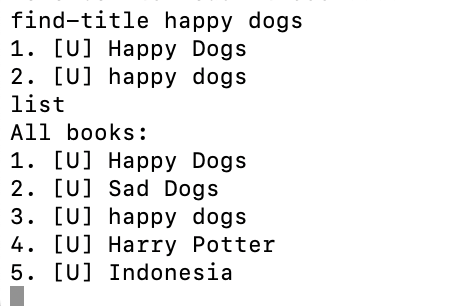 find-title happy dogs
1. [U] Happy Dogs
2. [U] happy dogs
list
All books:
1. [U] Happy Dogs
2. [U] Sad Dogs
3. [U] happy dogs
4. [U] Harry Potter
5. [U] Indonesia